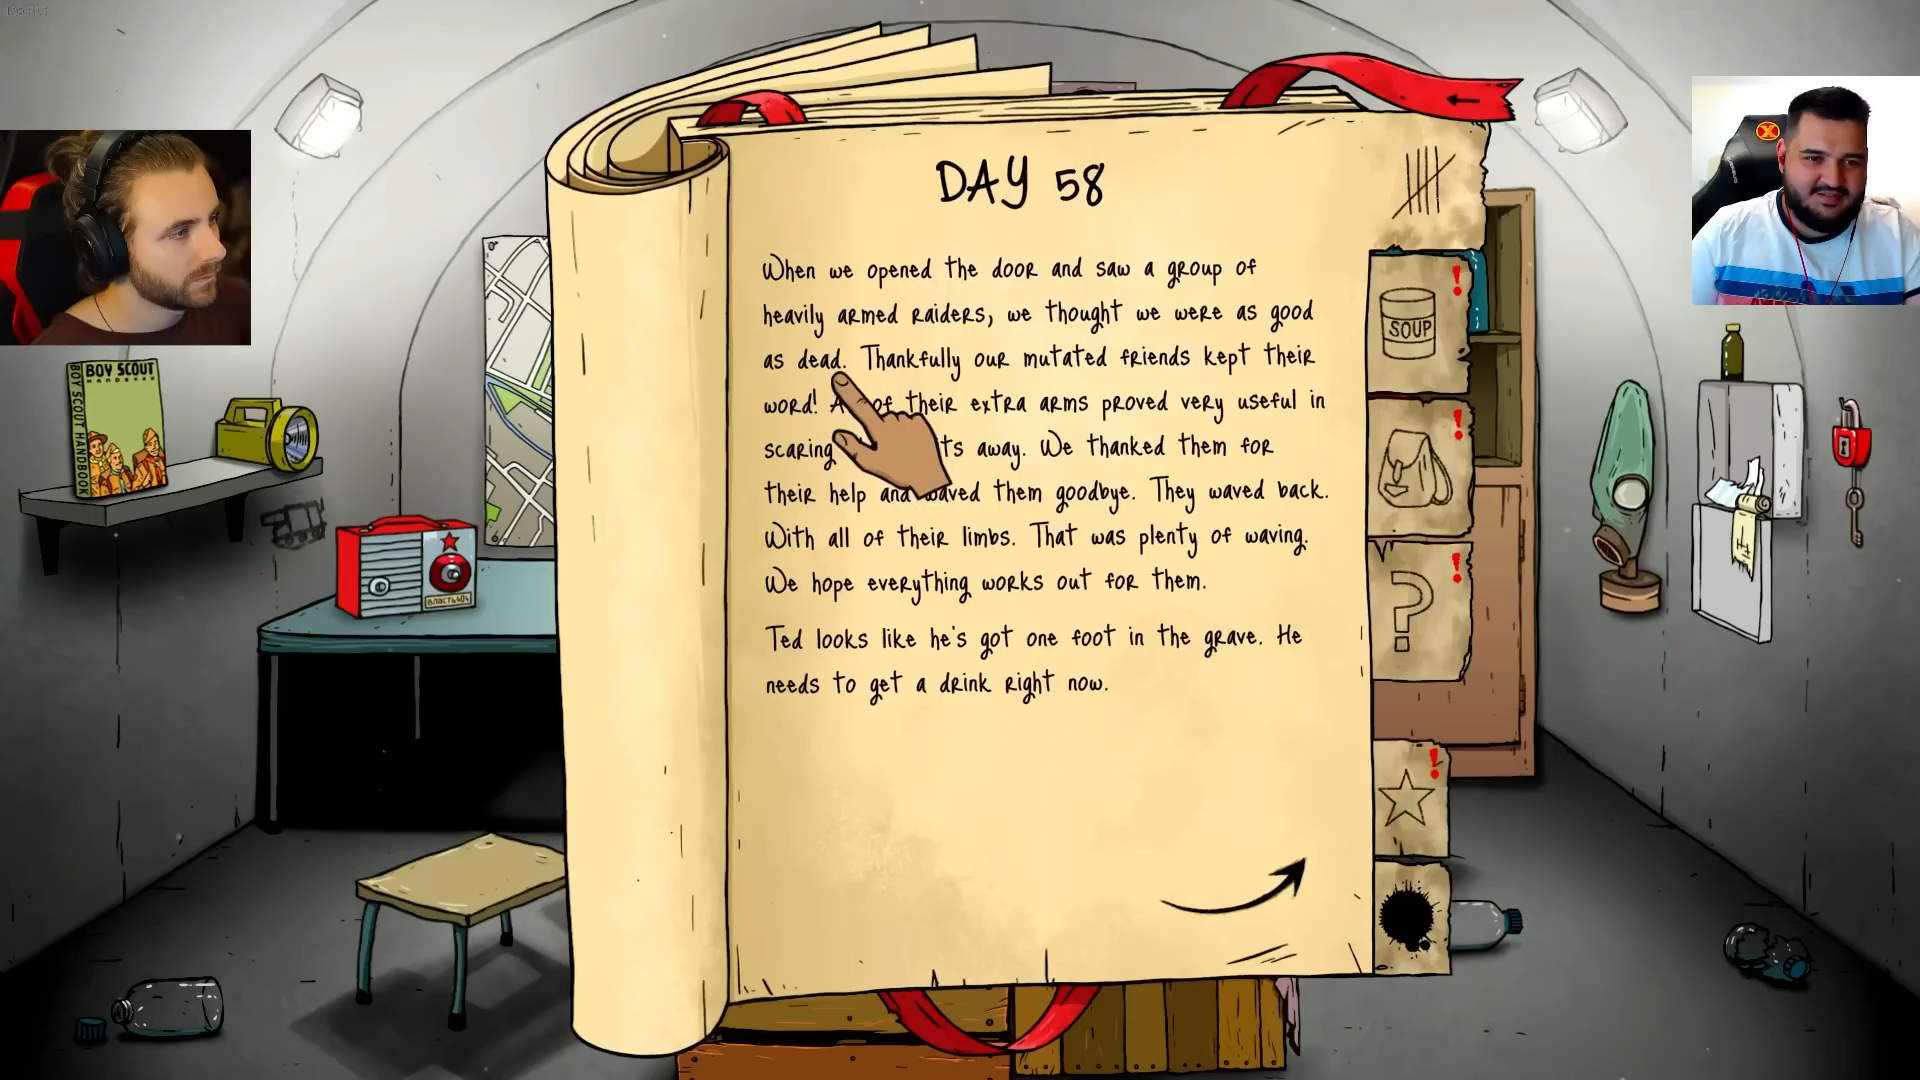 DAY 58
When we opened the door and saw a group of
heavily armed raiders, we thought we were as good
as dead. Thankfully our mutated friends kept their
word! of their extra arms proved very useful in
scaring away. We thanked them for
their help and waved them goodbye. They waved back.
With all of their limbs. That was plenty of waving.
We hope everything works out for them.
Ted looks like he's got one foot in the grave. He
needs to get a drink right now.
SOUP
BOY SCOUT
HANDBOOK
BOY SCOUT HANDBOOK